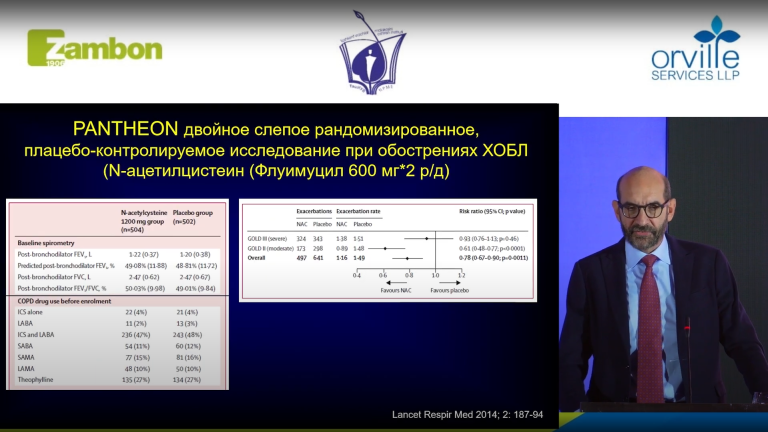 Zambon
1906
orville
SERVICES LLP
PANTHEON двойное слепое рандомизированное,
плацебо-контролируемое исследование при обострениях ХОБЛ
(N-ацетилцистеин (Флуимуцил 600 мг*2 р/д)
N-acetylcysteine 1200 mg group (n=504) Placebo group (n=502)
Baseline spirometry
Post-bronchodilator FEV₁, L 1·22 (0·37) 1·20 (0·38)
Predicted post-bronchodilator FEV₁, % 49·08% (11·88) 48·81% (11·72)
Post-bronchodilator FVC, L 2·47 (0·62) 2·47 (0·67)
Post-bronchodilator FEV₁/FVC, % 50·03% (9·98) 49·01% (9·84)
COPD drug use before enrolment
ICS alone 22 (4%) 21 (4%)
LABA 11 (2%) 13 (3%)
ICS and LABA 236 (47%) 243 (48%)
SABA 54 (11%) 60 (12%)
SAMA 77 (15%) 81 (16%)
LAMA 48 (10%) 50 (10%)
Theophylline 135 (27%) 134 (27%)
Exacerbations Exacerbation rate Risk ratio (95% CI; p value)
NAC Placebo NAC Placebo
GOLD III (severe) 324 343 1·38 1·51 0·93 (0·76–1·13; p=0·46)
GOLD II (moderate) 173 298 0·89 1·48 0·61 (0·48–0·77; p<0·0001)
Overall 497 641 1·16 1·49 0·78 (0·67–0·90; p=0·0011)
0·4 0·6 0·8 1·0 1·2
Favours NAC Favours placebo
Lancet Respir Med 2014; 2: 187-94